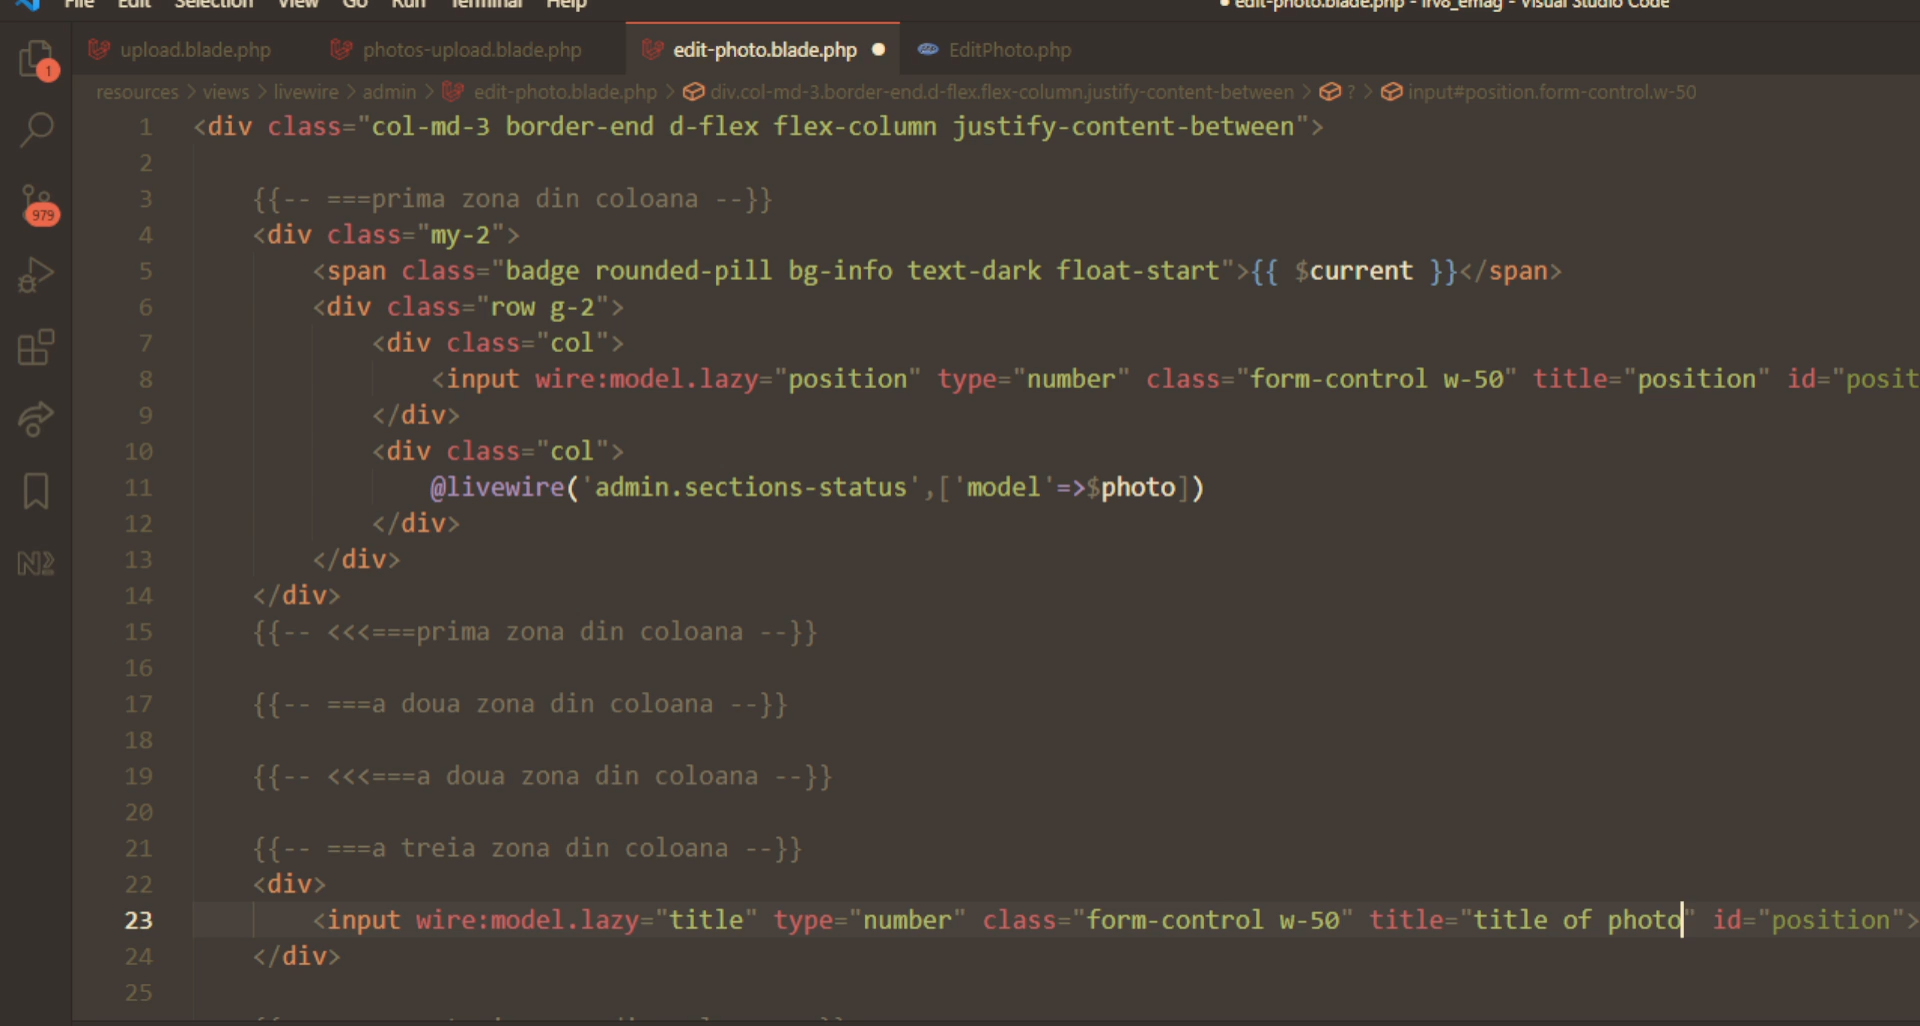 File Edit Selection View Go Run Terminal Help
● edit-photo.blade.php - lrv8_emag - Visual Studio Code
upload.blade.php photos-upload.blade.php edit-photo.blade.php ● EditPhoto.php
1
resources > views > livewire > admin > edit-photo.blade.php > div.col-md-3.border-end.d-flex.flex-column.justify-content-between > ? > input#position.form-control.w-50
979
1 <div class="col-md-3 border-end d-flex flex-column justify-content-between">
2
3 {{-- ===prima zona din coloana --}}
4 <div class="my-2">
5 <span class="badge rounded-pill bg-info text-dark float-start">{{ $current }}</span>
6 <div class="row g-2">
7 <div class="col">
8 <input wire:model.lazy="position" type="number" class="form-control w-50" title="position" id="posit
9 </div>
10 <div class="col">
11 @livewire('admin.sections-status',['model'=>$photo])
12 </div>
13 </div>
14 </div>
15 {{-- <<<===prima zona din coloana --}}
16
17 {{-- ===a doua zona din coloana --}}
18
19 {{-- <<<===a doua zona din coloana --}}
20
21 {{-- ===a treia zona din coloana --}}
22 <div>
23 <input wire:model.lazy="title" type="number" class="form-control w-50" title="title of photo" id="position">
24 </div>
25